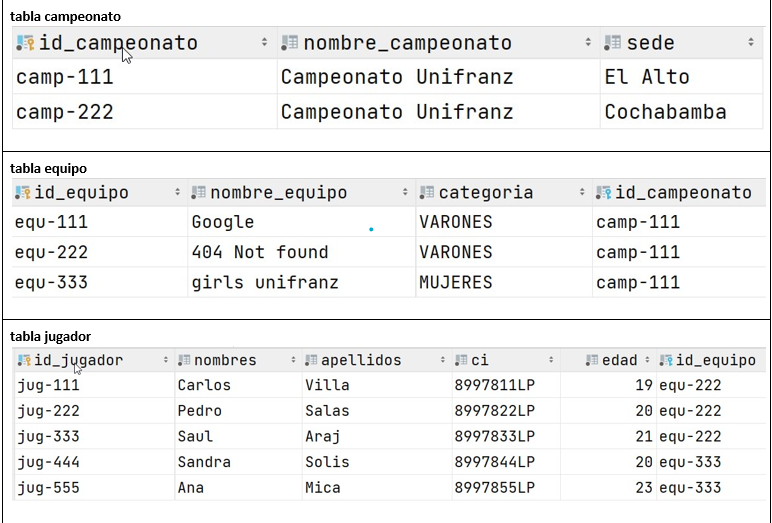 tabla campeonato
id_campeonato nombre_campeonato sede
camp-111 Campeonato Unifranz El Alto
camp-222 Campeonato Unifranz Cochabamba
tabla equipo
id_equipo nombre_equipo categoria id_campeonato
equ-111 Google VARONES camp-111
equ-222 404 Not found VARONES camp-111
equ-333 girls unifranz MUJERES camp-111
tabla jugador
id_jugador nombres apellidos ci edad id_equipo
jug-111 Carlos Villa 8997811LP 19 equ-222
jug-222 Pedro Salas 8997822LP 20 equ-222
jug-333 Saul Araj 8997833LP 21 equ-222
jug-444 Sandra Solis 8997844LP 20 equ-333
jug-555 Ana Mica 8997855LP 23 equ-333